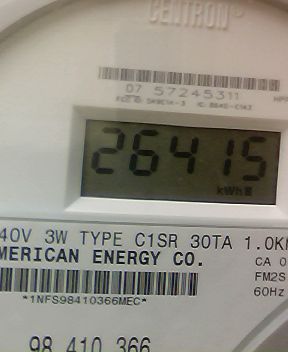 CENTRON®
07 57245311
26415
kWh
40V 3W TYPE C1SR 30TA 1.0K
MERICAN ENERGY CO.
CA 0
FM2S
*1NFS98410366MEC*
60Hz
98 410 366